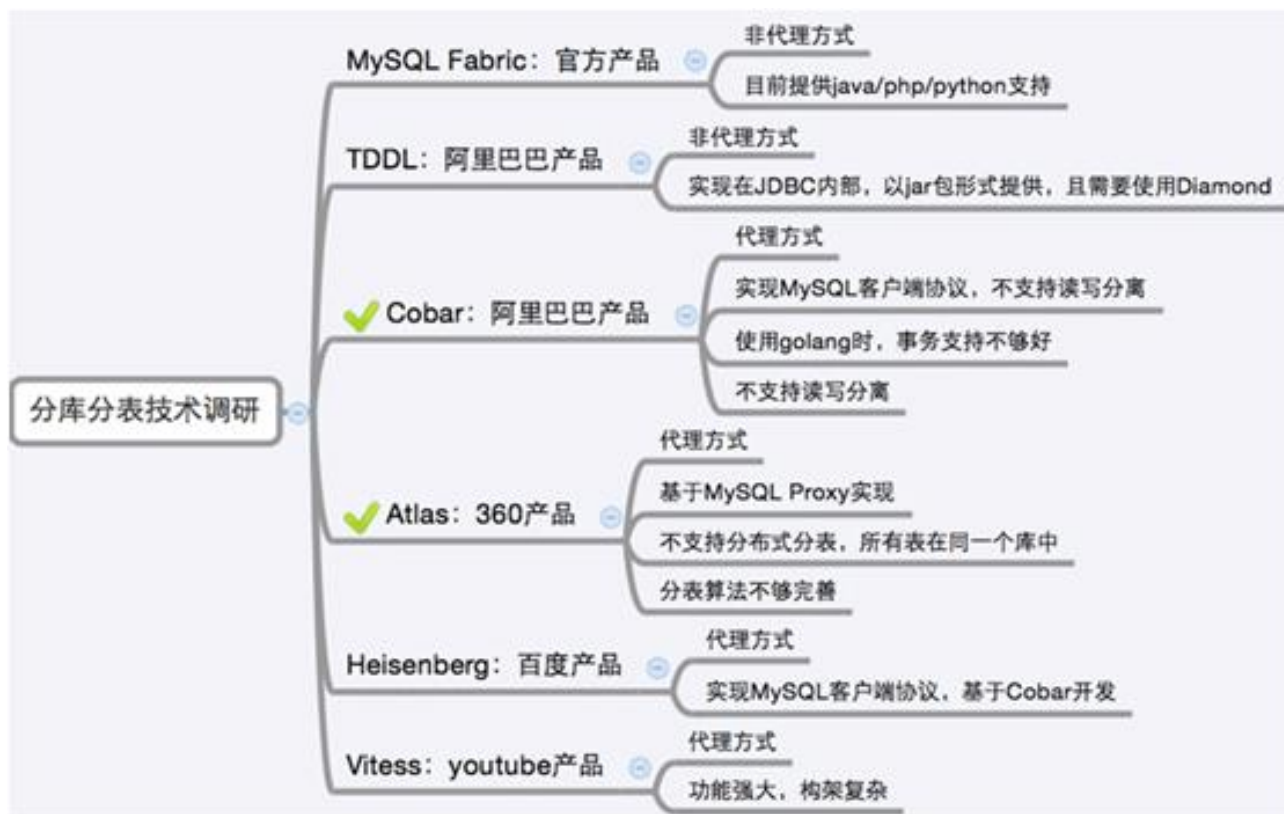 分库分表技术调研
MySQL Fabric：官方产品
非代理方式
目前提供java/php/python支持
TDDL：阿里巴巴产品
非代理方式
实现在JDBC内部，以jar包形式提供，且需要使用Diamond
Cobar：阿里巴巴产品
代理方式
实现MySQL客户端协议，不支持读写分离
使用golang时，事务支持不够好
不支持读写分离
Atlas：360产品
代理方式
基于MySQL Proxy实现
不支持分布式分表，所有表在同一个库中
分表算法不够完善
Heisenberg：百度产品
代理方式
实现MySQL客户端协议，基于Cobar开发
Vitess：youtube产品
代理方式
功能强大，构架复杂